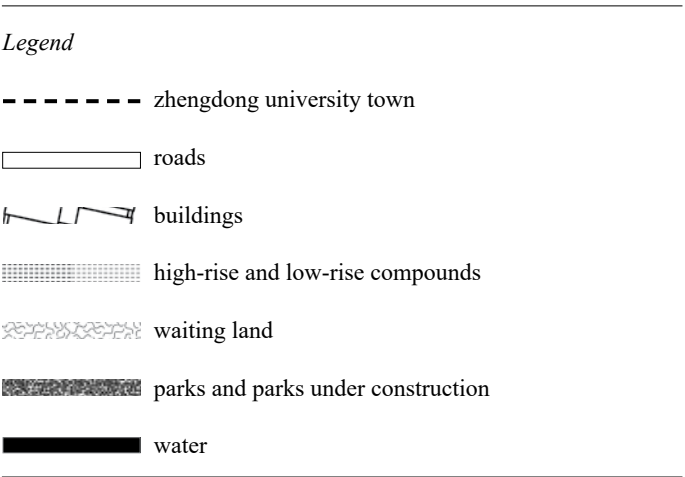 Legend
zhengdong university town
roads
buildings
high-rise and low-rise compounds
waiting land
parks and parks under construction
water